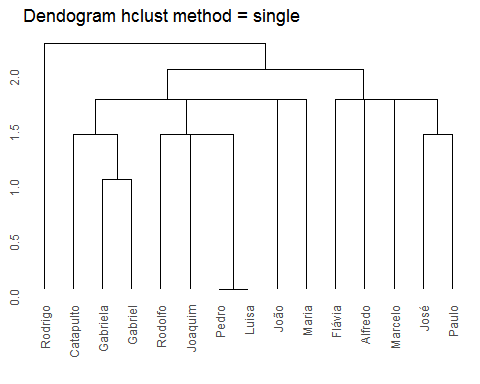 Dendogram hclust method = single
2.0
1.5
1.0
0.5
0.0
Rodrigo
Catapulto
Gabriela
Gabriel
Rodolfo
Joaquim
Pedro
Luisa
João
Maria
Flávia
Alfredo
Marcelo
José
Paulo